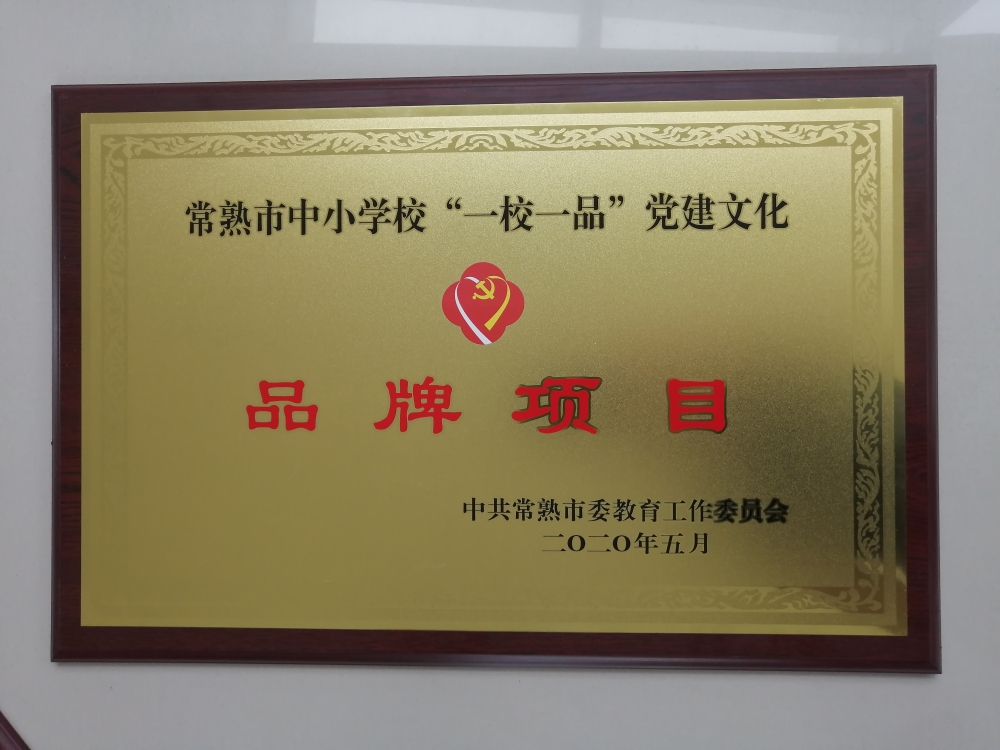 常熟市中小学校“一校一品”党建文化
品牌项目
中共常熟市委教育工作委员会
二〇二〇年五月